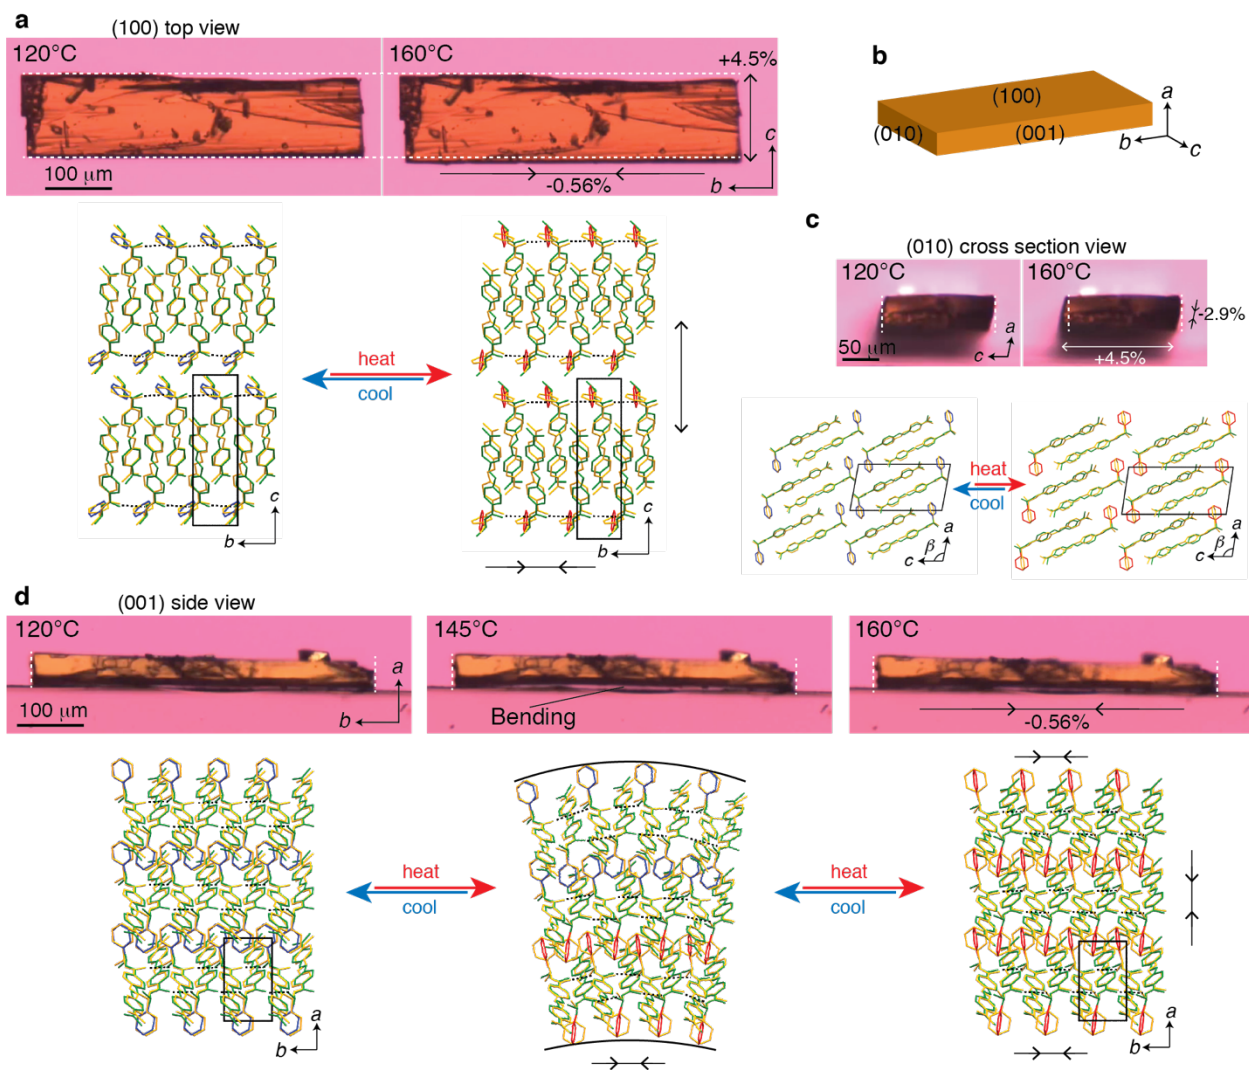 a
(100) top view
120°C
160°C
+4.5%
100 μm
-0.56%
c
b
heat
cool
c
b
c
b
b
(100)
(010)
(001)
a
b
c
c
(010) cross section view
120°C
160°C
50 μm
a
c
-2.9%
+4.5%
heat
cool
a
β
c
a
β
c
d
(001) side view
120°C
145°C
160°C
a
b
100 μm
Bending
-0.56%
heat
cool
heat
cool
a
b
a
b